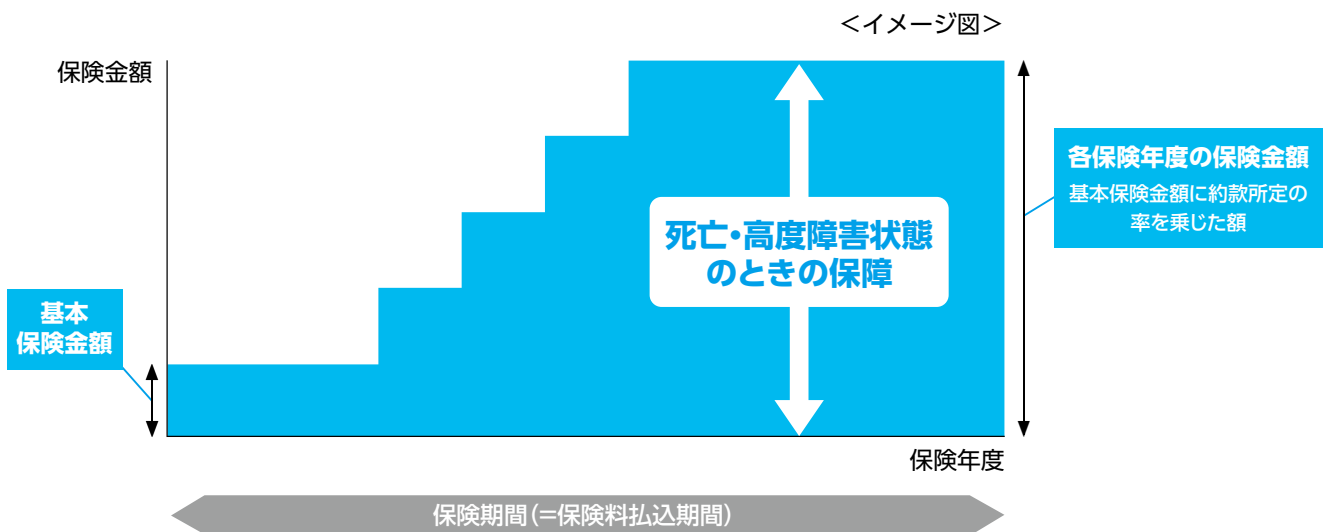 ＜イメージ図＞
保険金額
各保険年度の保険金額
基本保険金額に約款所定の
率を乗じた額
死亡・高度障害状態
のときの保障
基本
保険金額
保険年度
保険期間（＝保険料払込期間）